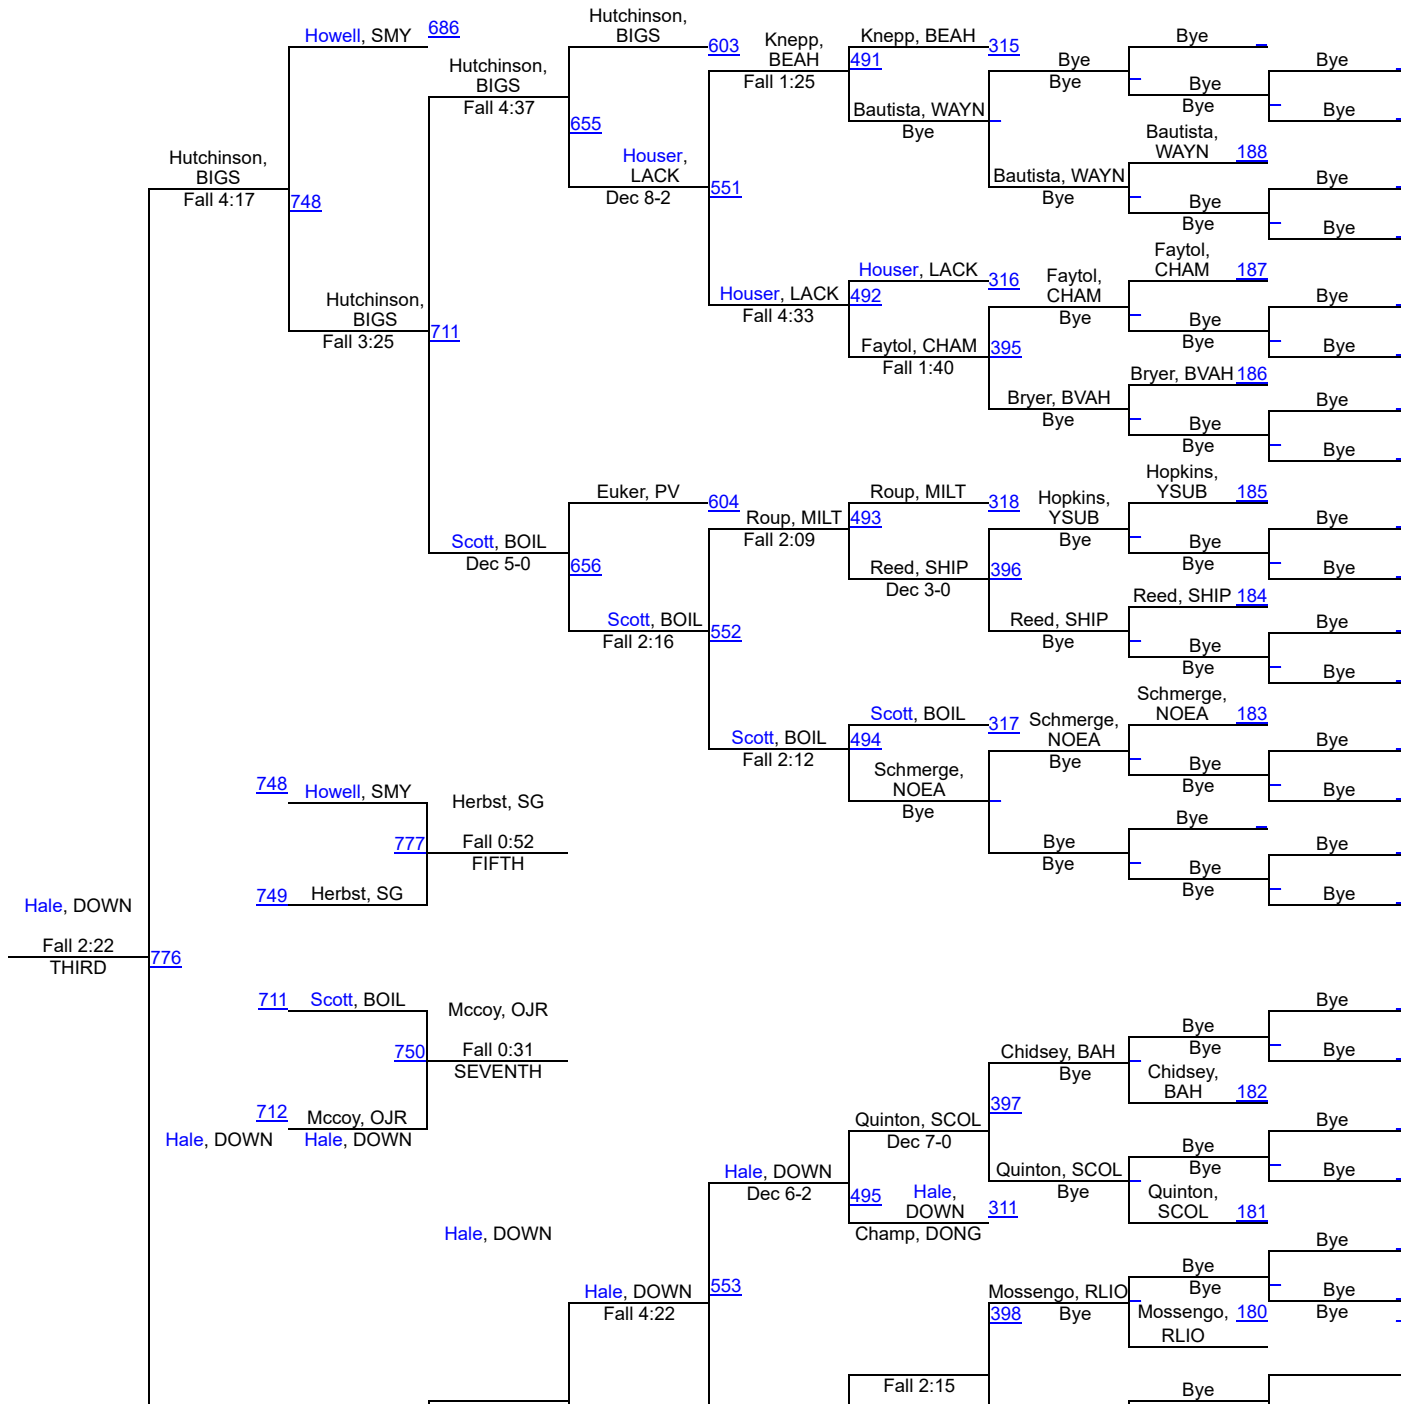 Hutchinson,
BIGS
Howell, SMY 686
603
Knepp,
BEAH
Fall 1:25
Knepp, BEAH 315
491
Bye
Bye
Bye
Bye
Hutchinson,
BIGS
Fall 4:37
Bye
Bye
Bye
Bautista, WAYN
Bye
655
Bautista,
WAYN 188
Houser,
LACK
Dec 8-2
551
Hutchinson,
BIGS
Fall 4:17
748
Bautista, WAYN
Bye
Bye
Bye
Bye
Bye
Faytol,
CHAM 187
Houser, LACK 316
Faytol,
CHAM
Bye
Houser, LACK 492
Fall 4:33
Bye
Hutchinson,
BIGS
Fall 3:25
711
Bye
Bye
Bye
Faytol, CHAM 395
Fall 1:40
Bryer, BVAH 186
Bryer, BVAH
Bye
Bye
Bye
Bye
Bye
Hopkins,
YSUB 185
Euker, PV 604
Roup, MILT 318
Hopkins,
YSUB
Bye
Roup, MILT 493
Fall 2:09
Bye
Scott, BOIL
Dec 5-0
656
Bye
Bye
Bye
Reed, SHIP 396
Dec 3-0
Reed, SHIP 184
Scott, BOIL 552
Fall 2:16
Reed, SHIP
Bye
Bye
Bye
Bye
Bye
Schmerge,
NOEA 183
Scott, BOIL 317
Schmerge,
NOEA
Bye
Scott, BOIL 494
Fall 2:12
Bye
Schmerge,
NOEA
Bye
Bye
Bye
Bye
748 Howell, SMY
Herbst, SG
777 Fall 0:52
FIFTH
749 Herbst, SG
Bye
Bye
Bye
Bye
Bye
Bye
Bye
Hale, DOWN
Fall 2:22
THIRD
776
711 Scott, BOIL
Mccoy, OJR
750 Fall 0:31
SEVENTH
712 Mccoy, OJR
Hale, DOWN Hale, DOWN
Bye
Bye
Bye
Bye
Chidsey, BAH
Bye
Chidsey,
BAH 182
397
Quinton, SCOL
Dec 7-0
Bye
Bye
Bye
Bye
Hale, DOWN
Dec 6-2
Quinton, SCOL
Bye
Quinton,
SCOL 181
495 Hale,
DOWN 311
Champ, DONG
Hale, DOWN
Bye
Bye
Bye
Bye
Bye
Hale, DOWN 553
Fall 4:22
Mossengo, RLIO
398 Bye
Mossengo, 180
RLIO
Fall 2:15
Bye